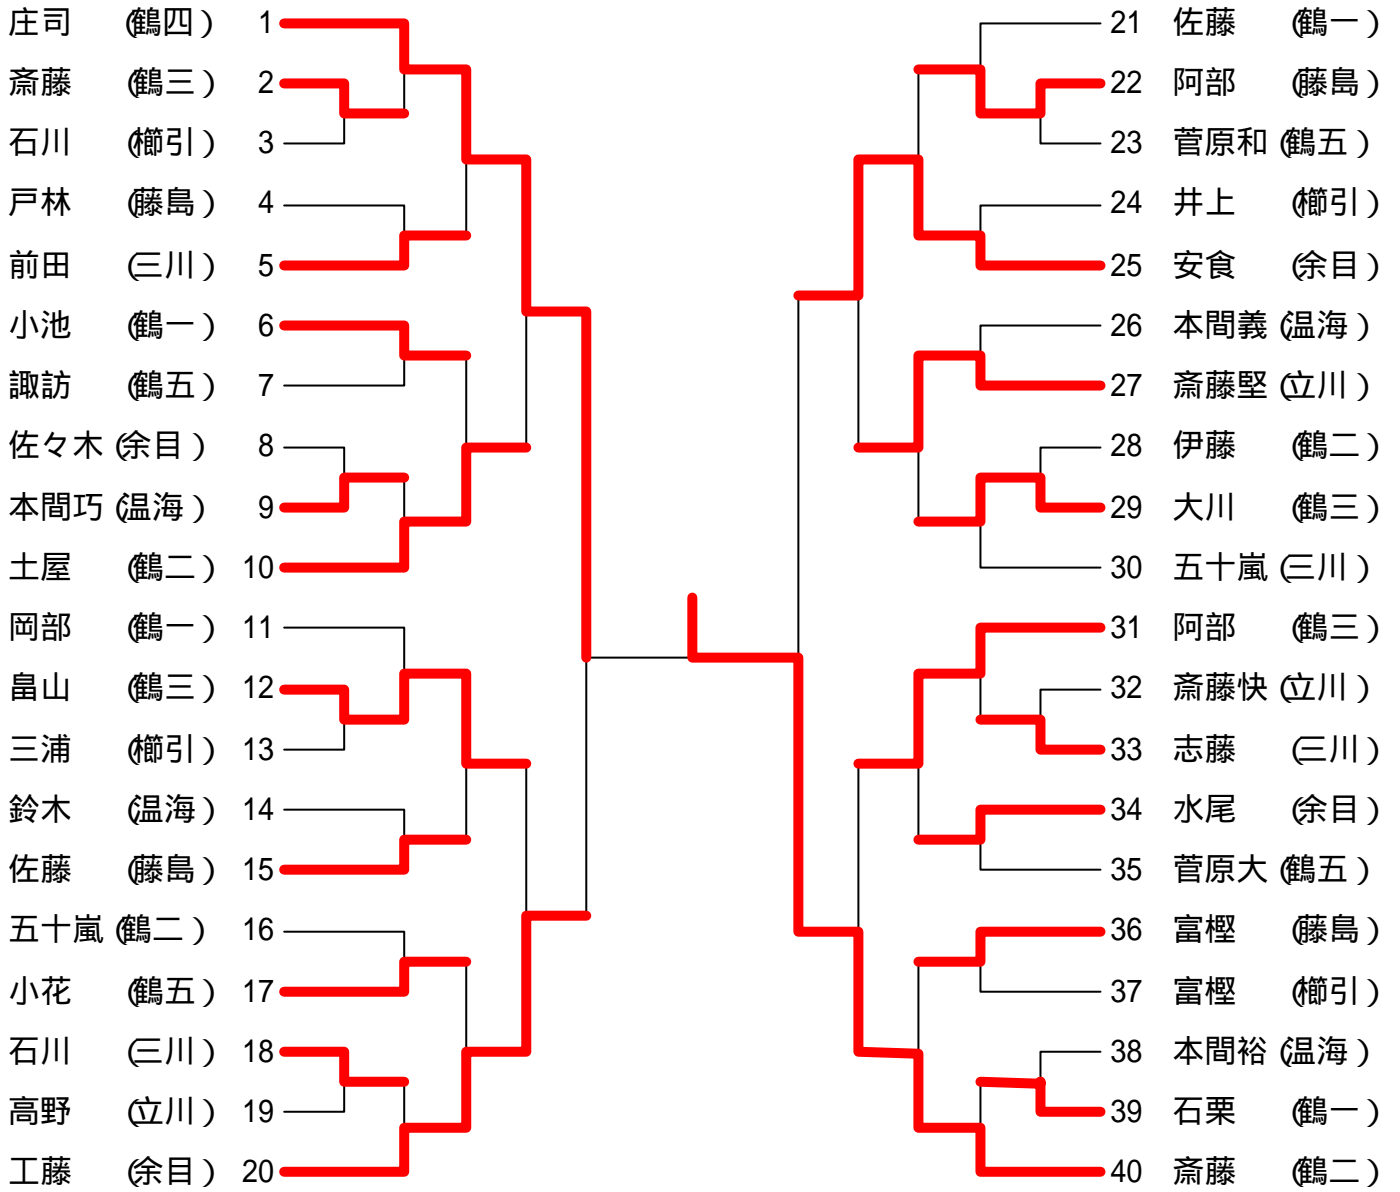 庄司 (鶴四) 1
斎藤 (鶴三) 2
石川 (櫛引) 3
戸林 (藤島) 4
前田 (三川) 5
小池 (鶴一) 6
諏訪 (鶴五) 7
佐々木 (余目) 8
本間巧 (温海) 9
土屋 (鶴二) 10
岡部 (鶴一) 11
畠山 (鶴三) 12
三浦 (櫛引) 13
鈴木 (温海) 14
佐藤 (藤島) 15
五十嵐 (鶴二) 16
小花 (鶴五) 17
石川 (三川) 18
高野 (立川) 19
工藤 (余目) 20
21 佐藤 (鶴一)
22 阿部 (藤島)
23 菅原和 (鶴五)
24 井上 (櫛引)
25 安食 (余目)
26 本間義 (温海)
27 斎藤堅 (立川)
28 伊藤 (鶴二)
29 大川 (鶴三)
30 五十嵐 (三川)
31 阿部 (鶴三)
32 斎藤快 (立川)
33 志藤 (三川)
34 水尾 (余目)
35 菅原大 (鶴五)
36 富樫 (藤島)
37 富樫 (櫛引)
38 本間裕 (温海)
39 石栗 (鶴一)
40 斎藤 (鶴二)